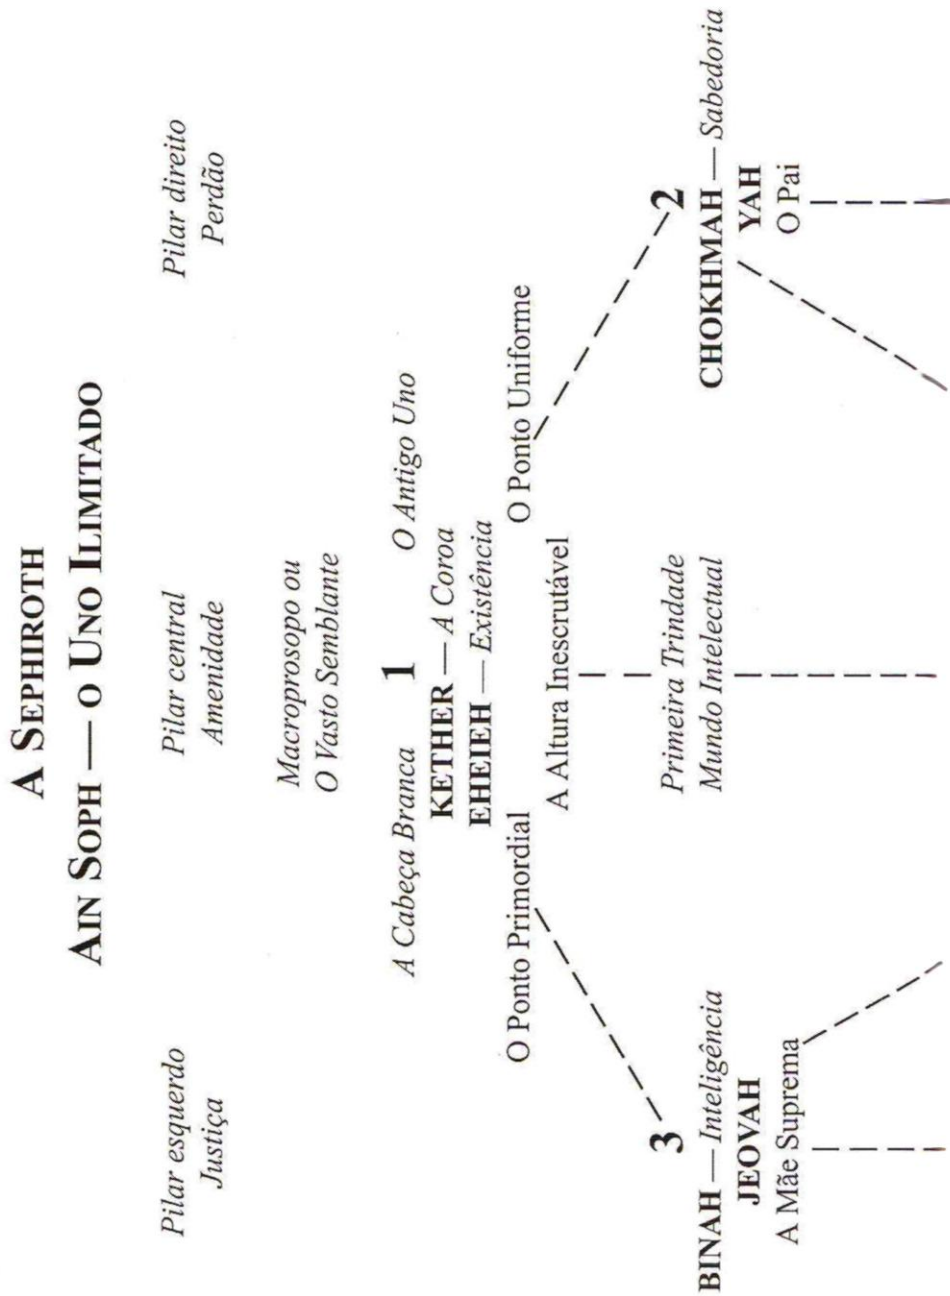 A SEPHIROTH
AIN SOPH — O UNO ILIMITADO
Pilar esquerdo
Justiça
Pilar central
Amenidade
Pilar direito
Perdão
Macroprosopo ou
O Vasto Semblante
A Cabeça Branca 1 O Antigo Uno
KETHER — A Coroa
EHEIEH — Existência
O Ponto Primordial
O Ponto Uniforme
A Altura Inescrutável
Primeira Trindade
Mundo Intelectual
3
BINAH — Inteligência
JEOVAH
A Mãe Suprema
2
CHOKHMAH — Sabedoria
YAH
O Pai